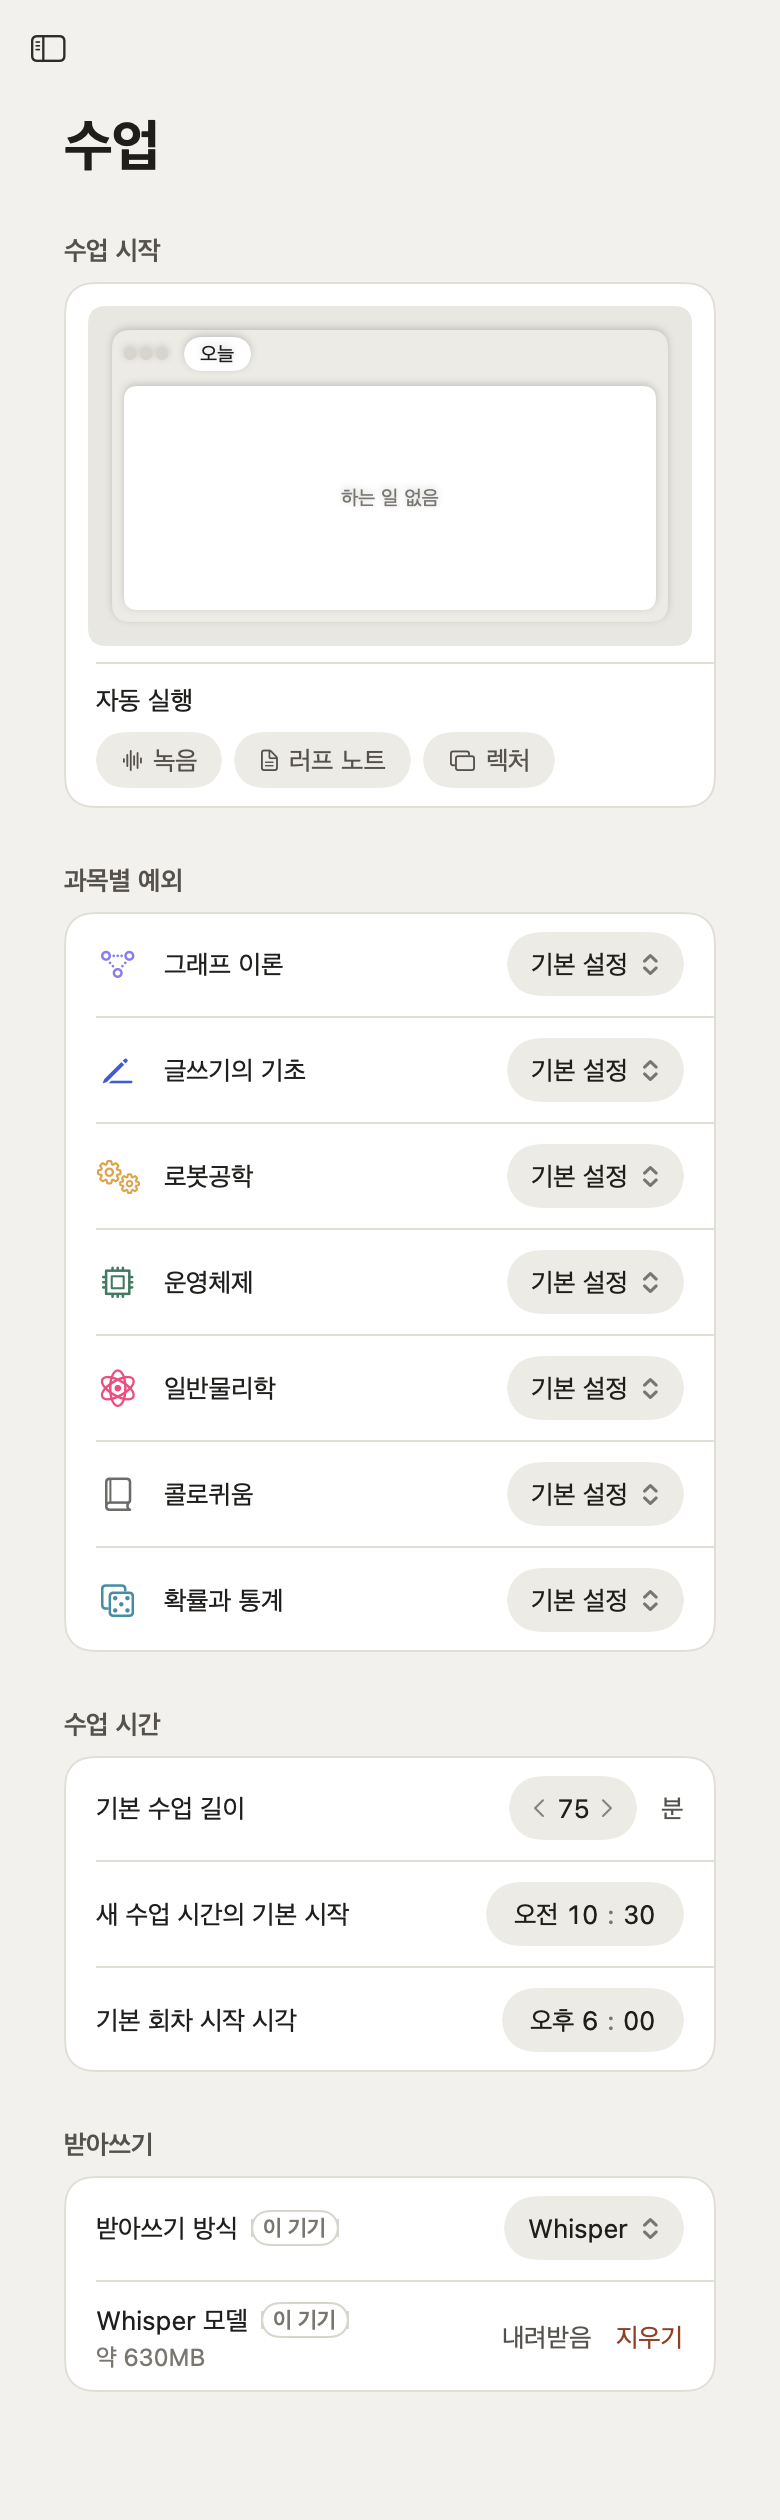 수업
수업 시작
오늘
하는 일 없음
자동 실행
녹음 러프 노트 렉처
과목별 예외
그래프 이론 기본 설정
글쓰기의 기초 기본 설정
로봇공학 기본 설정
운영체제 기본 설정
일반물리학 기본 설정
콜로퀴움 기본 설정
확률과 통계 기본 설정
수업 시간
기본 수업 길이 75 분
새 수업 시간의 기본 시작 오전 10 : 30
기본 회차 시작 시각 오후 6 : 00
받아쓰기
받아쓰기 방식 이 기기 Whisper
Whisper 모델 이 기기
약 630MB
내려받음 지우기